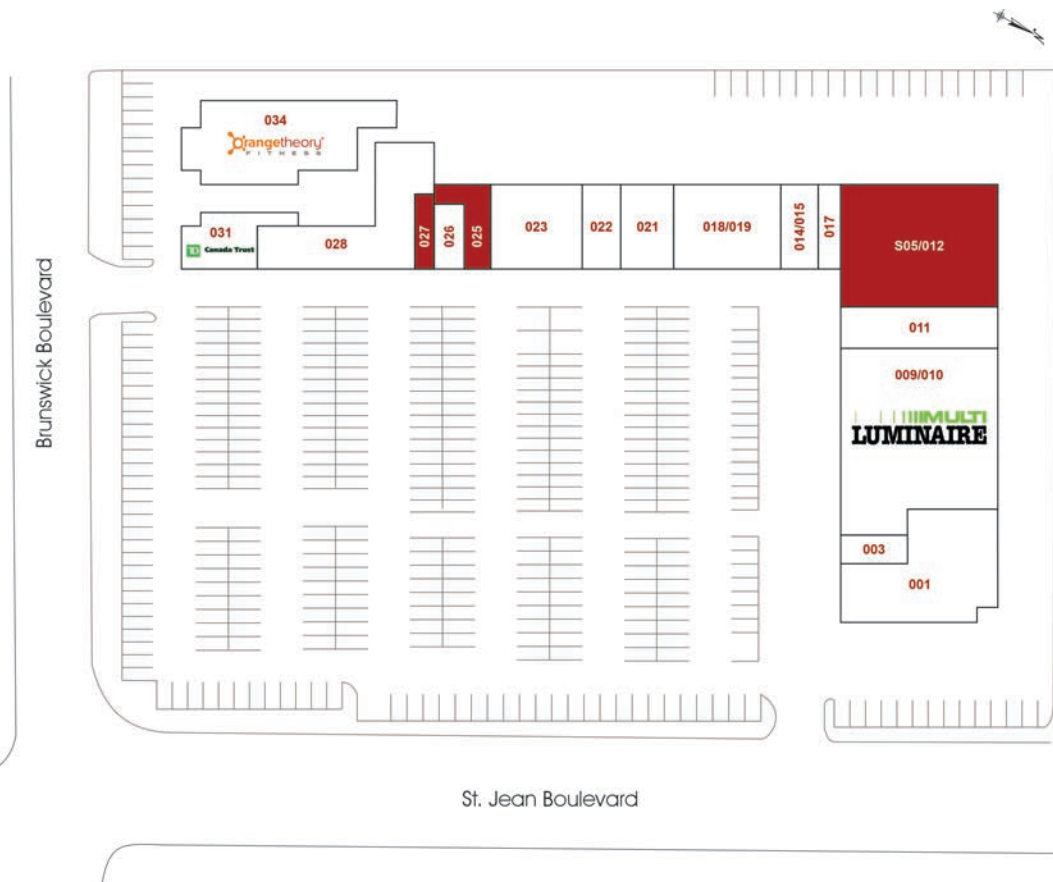 N
034
Orangetheory®
FITNESS
031
TD Canada Trust
028
027
026
025
023
022
021
018/019
014/015
017
S05/012
011
009/010
MULTI
LUMINAIRE
003
001
Brunswick Boulevard
St. Jean Boulevard